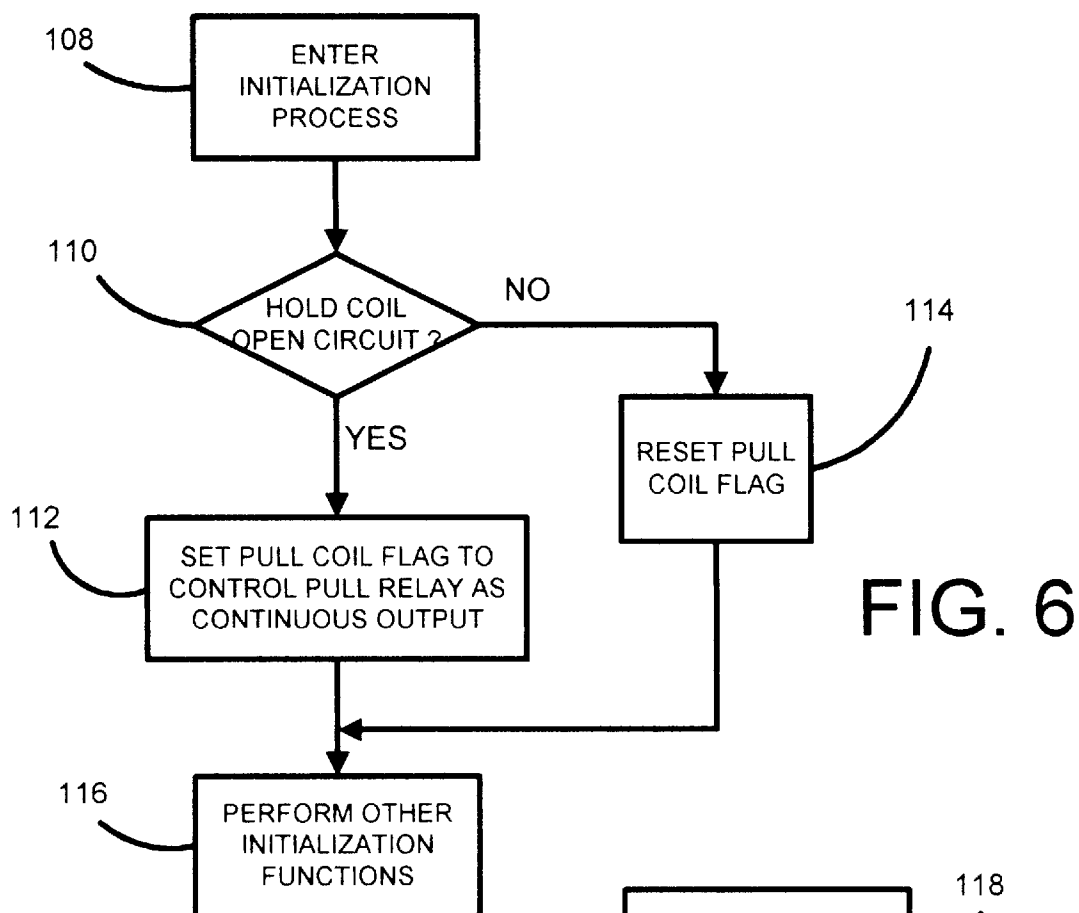 108
ENTER
INITIALIZATION
PROCESS
110
HOLD COIL
OPEN CIRCUIT ?
NO
114
YES
RESET PULL
COIL FLAG
112
SET PULL COIL FLAG TO
CONTROL PULL RELAY AS
CONTINUOUS OUTPUT
FIG. 6
116
PERFORM OTHER
INITIALIZATION
FUNCTIONS
118